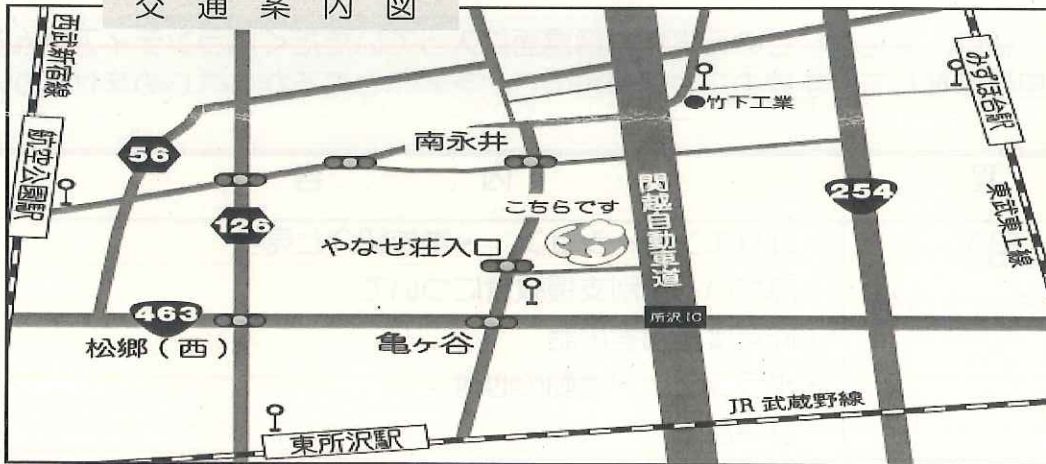 交通案内図
西武新宿線
航空公園駅
56
126
463
松郷（西）
南永井
こちらです
やなせ荘入口
亀ヶ谷
竹下工業
関越自動車道
所沢IC
254
みずほ台駅
東武東上線
JR 武蔵野線
東所沢駅